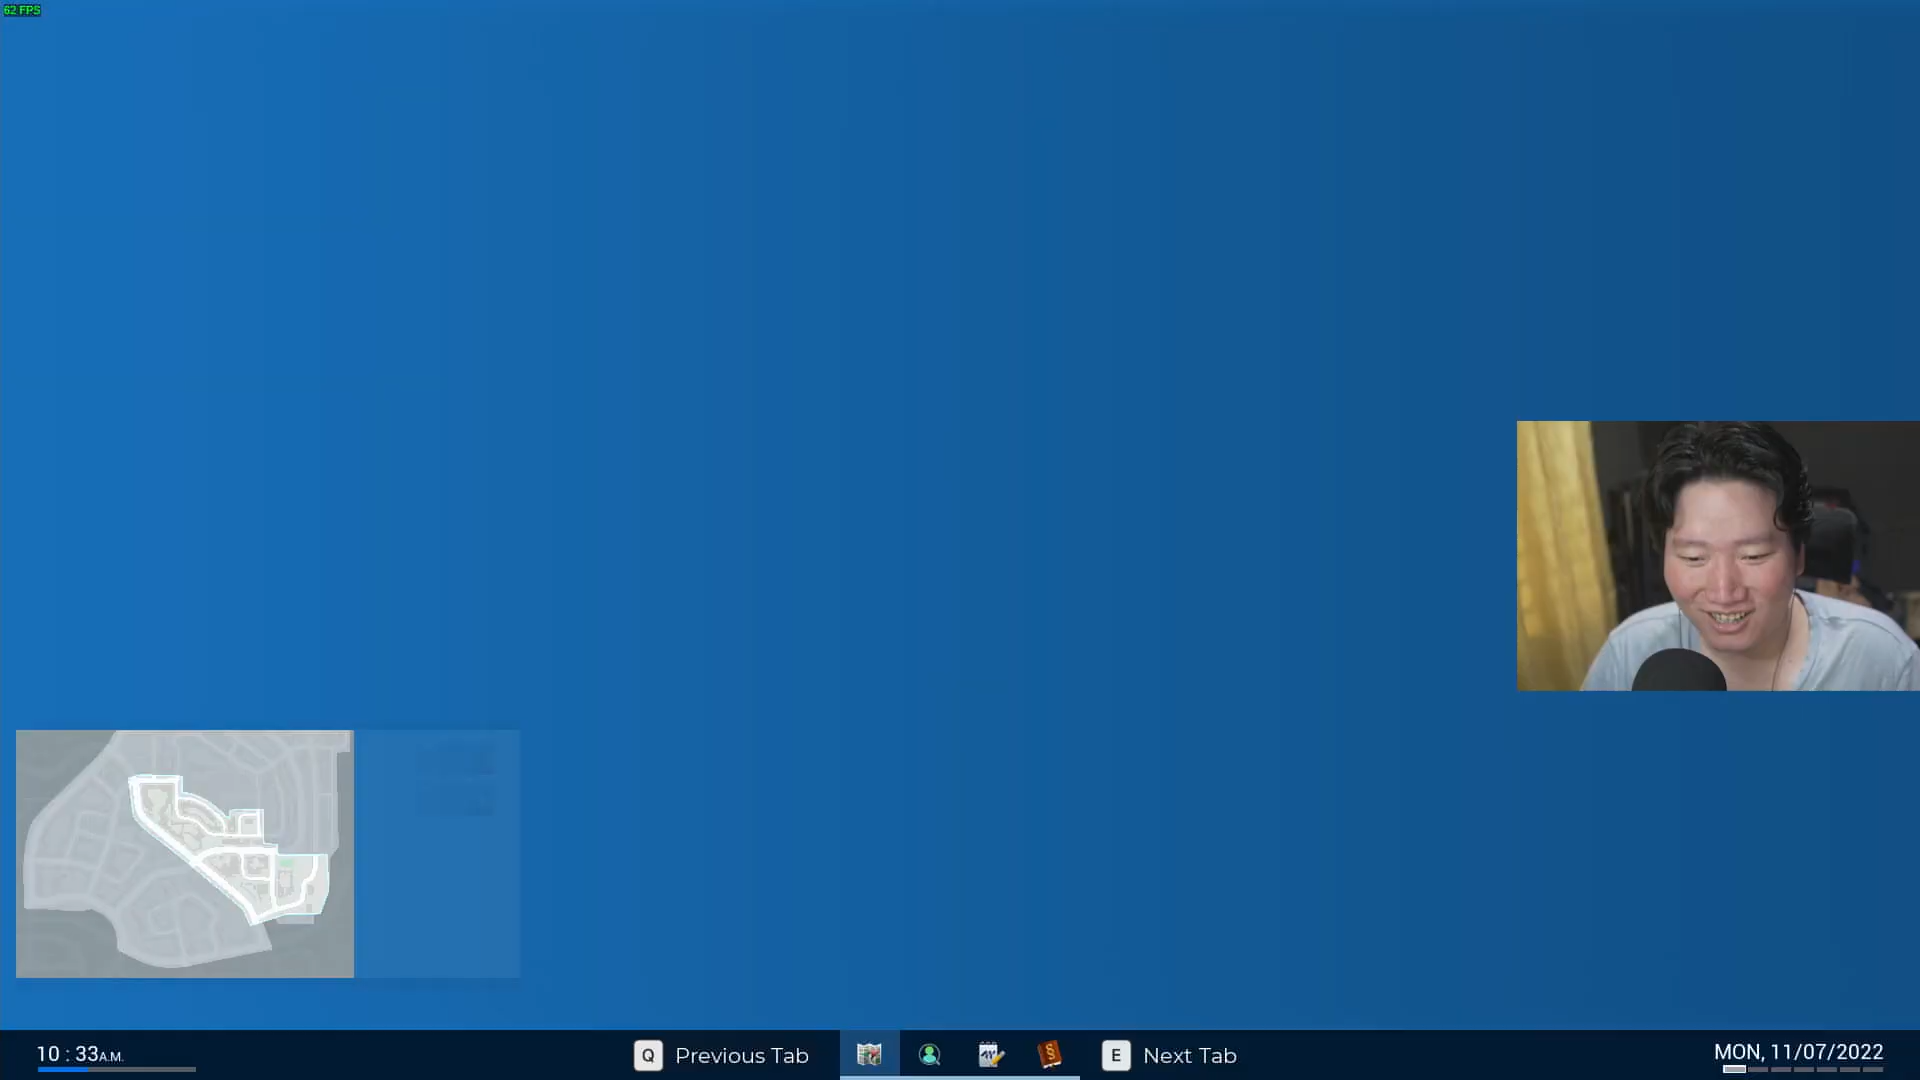 62 FPS
10 : 33A.M.
Q Previous Tab
E Next Tab
MON, 11/07/2022